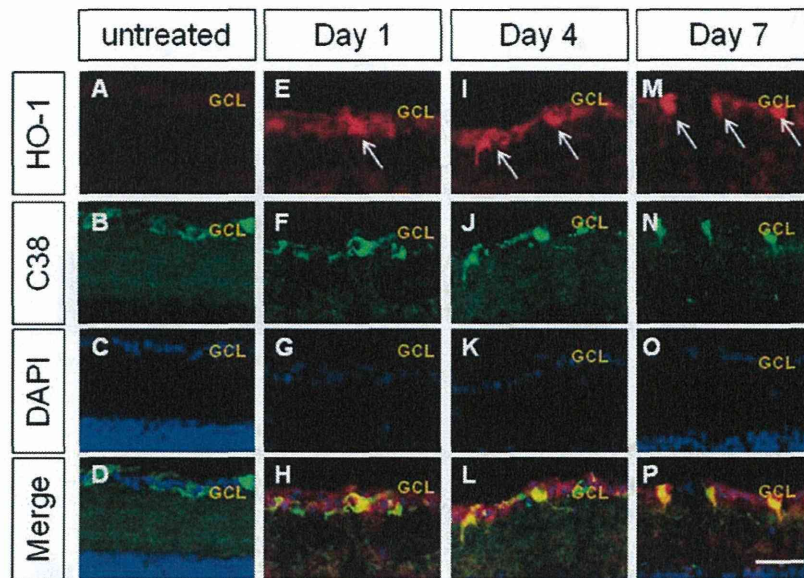 untreated Day 1 Day 4 Day 7
HO-1 A GCL E GCL I GCL M GCL
C38 B GCL F GCL J GCL N GCL
DAPI C GCL G GCL K GCL O GCL
Merge D GCL H GCL L GCL P GCL